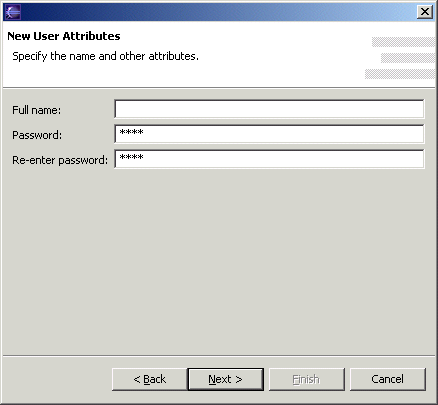 New User Attributes
Specify the name and other attributes.
Full name:
Password: ****
Re-enter password: ****
< Back Next > Finish Cancel